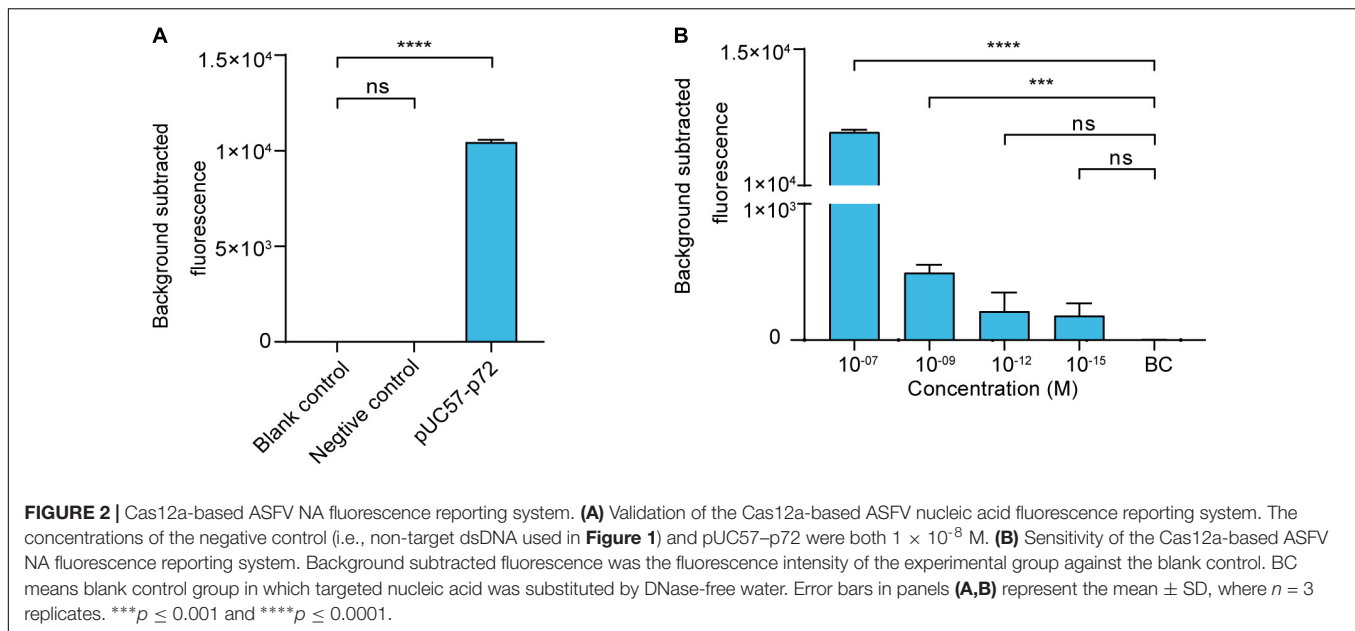 A
1.5×10⁴
1×10⁴
5×10³
0
Background subtracted
fluorescence
****
ns
Blank control
Negtive control
pUC57-p72
B
1.5×10⁴
1×10⁴
1×10³
0
Background subtracted
fluorescence
****
***
ns
ns
10⁻⁰⁷
10⁻⁰⁹
10⁻¹²
10⁻¹⁵
BC
Concentration (M)
FIGURE 2 | Cas12a-based ASFV NA fluorescence reporting system. (A) Validation of the Cas12a-based ASFV nucleic acid fluorescence reporting system. The
concentrations of the negative control (i.e., non-target dsDNA used in Figure 1) and pUC57–p72 were both 1 × 10⁻⁸ M. (B) Sensitivity of the Cas12a-based ASFV
NA fluorescence reporting system. Background subtracted fluorescence was the fluorescence intensity of the experimental group against the blank control. BC
means blank control group in which targeted nucleic acid was substituted by DNase-free water. Error bars in panels (A,B) represent the mean ± SD, where n = 3
replicates. ***p ≤ 0.001 and ****p ≤ 0.0001.